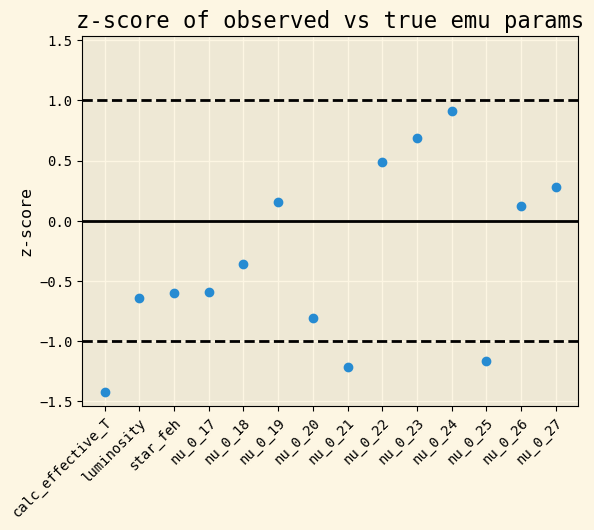 z-score of observed vs true emu params
z-score
1.5
1.0
0.5
0.0
−0.5
−1.0
−1.5
calc_effective_T
luminosity
star_feh
nu_0_17
nu_0_18
nu_0_19
nu_0_20
nu_0_21
nu_0_22
nu_0_23
nu_0_24
nu_0_25
nu_0_26
nu_0_27